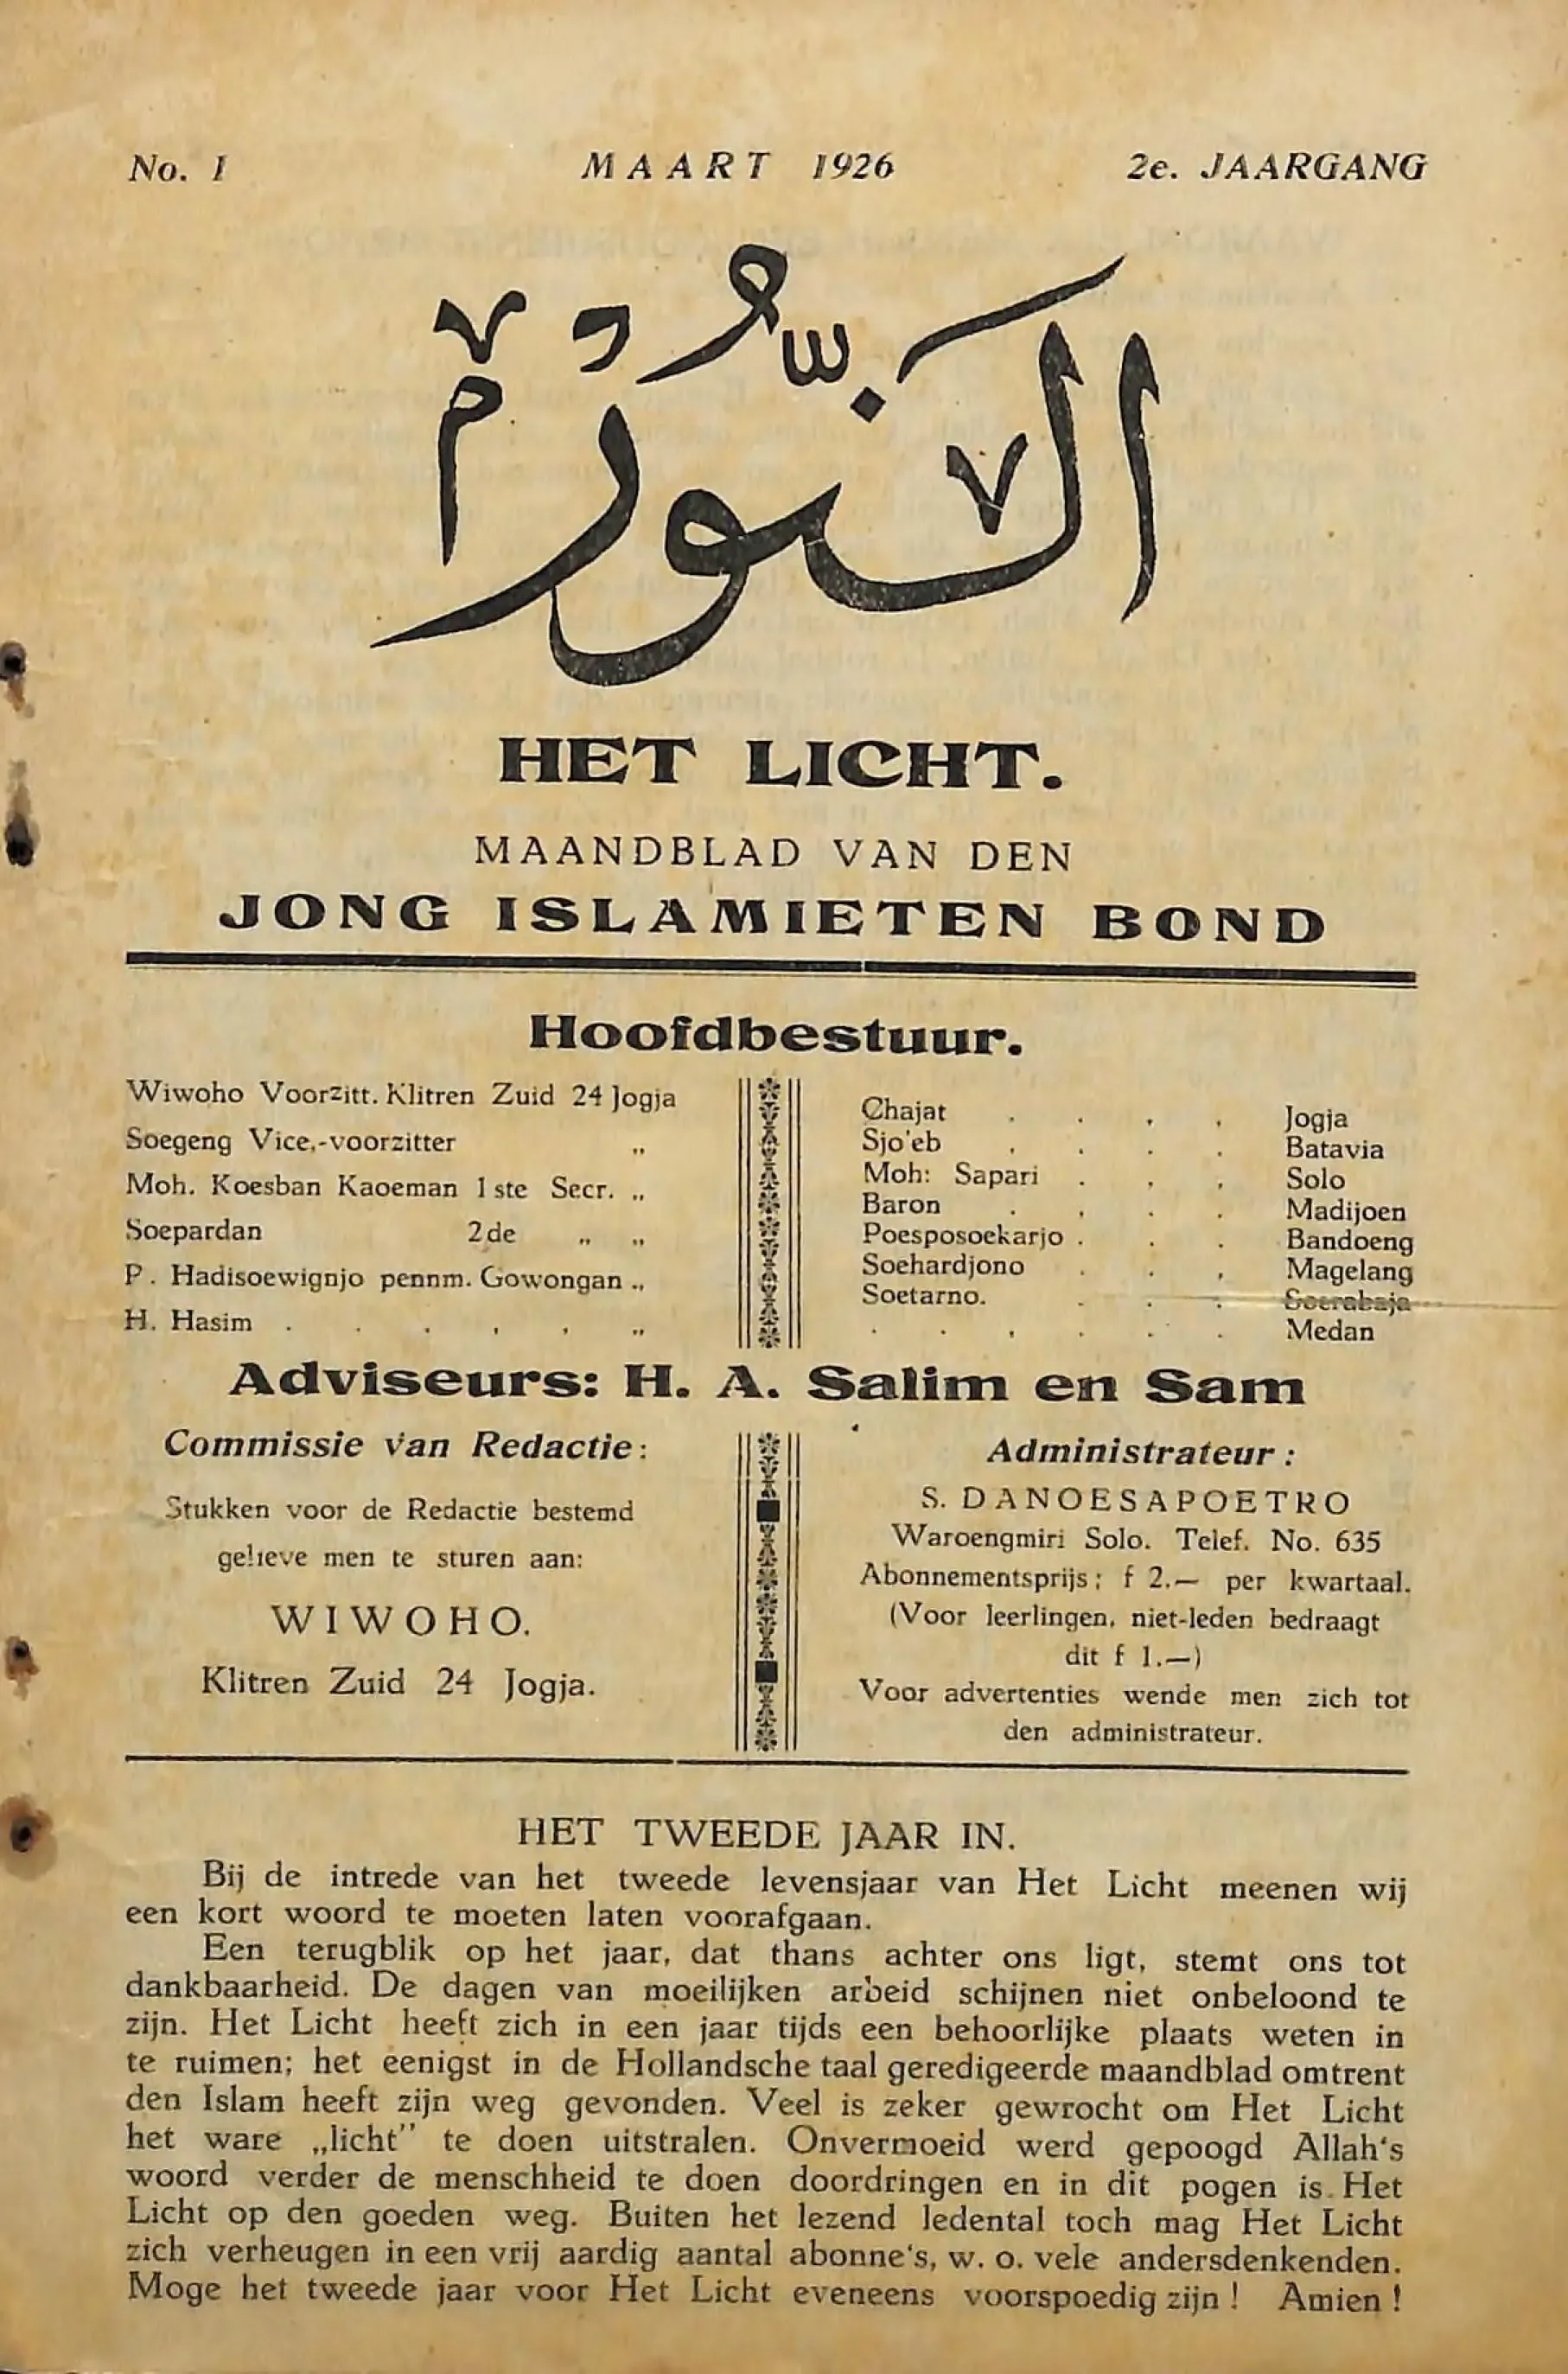 No. 1 MAART 1926 2e. JAARGANG
النُّورْ
HET LICHT.
MAANDBLAD VAN DEN
JONG ISLAMIETEN BOND
Hoofdbestuur.
Wiwoho Voorzitt. Klitren Zuid 24 Jogja
Soegeng Vice,-voorzitter „
Moh. Koesban Kaoeman 1 ste Secr. „
Soepardan 2de „ „
P. Hadisoewignjo pennm. Gowongan „
H. Hasim . . . . . „
Chajat . . . . Jogja
Sjo'eb . . . . Batavia
Moh: Sapari . . . Solo
Baron . . . . Madijoen
Poesposoekarjo . . . Bandoeng
Soehardjono . . . Magelang
Soetarno. . . . Soerabaja
. . . . . . Medan
Adviseurs: H. A. Salim en Sam
Commissie van Redactie:
Stukken voor de Redactie bestemd
gelieve men te sturen aan:
WIWOHO.
Klitren Zuid 24 Jogja.
Administrateur :
S. DANOESAPOETRO
Waroengmiri Solo. Telef. No. 635
Abonnementsprijs: f 2.— per kwartaal.
(Voor leerlingen, niet-leden bedraagt
dit f 1.—)
Voor advertenties wende men zich tot
den administrateur.
HET TWEEDE JAAR IN.
Bij de intrede van het tweede levensjaar van Het Licht meenen wij
een kort woord te moeten laten voorafgaan.
Een terugblik op het jaar, dat thans achter ons ligt, stemt ons tot
dankbaarheid. De dagen van moeilijken arbeid schijnen niet onbeloond te
zijn. Het Licht heeft zich in een jaar tijds een behoorlijke plaats weten in
te ruimen; het eenigst in de Hollandsche taal geredigeerde maandblad omtrent
den Islam heeft zijn weg gevonden. Veel is zeker gewrocht om Het Licht
het ware „licht" te doen uitstralen. Onvermoeid werd gepoogd Allah's
woord verder de menschheid te doen doordringen en in dit pogen is Het
Licht op den goeden weg. Buiten het lezend ledental toch mag Het Licht
zich verheugen in een vrij aardig aantal abonne's, w. o. vele andersdenkenden.
Moge het tweede jaar voor Het Licht eveneens voorspoedig zijn ! Amien !